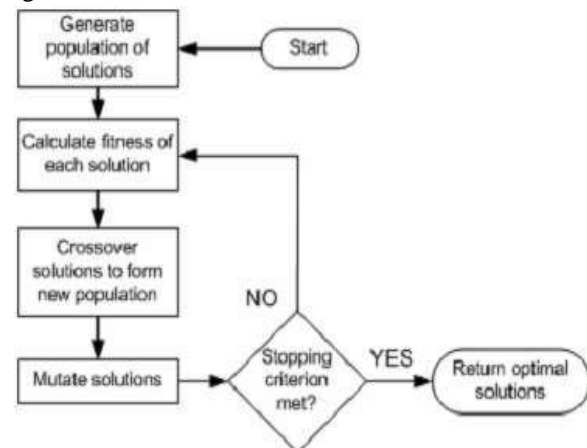 Generate
population of
solutions
Start
Calculate fitness of
each solution
Crossover
solutions to form
new population
Mutate solutions
NO
Stopping
criterion
met?
YES
Return optimal
solutions